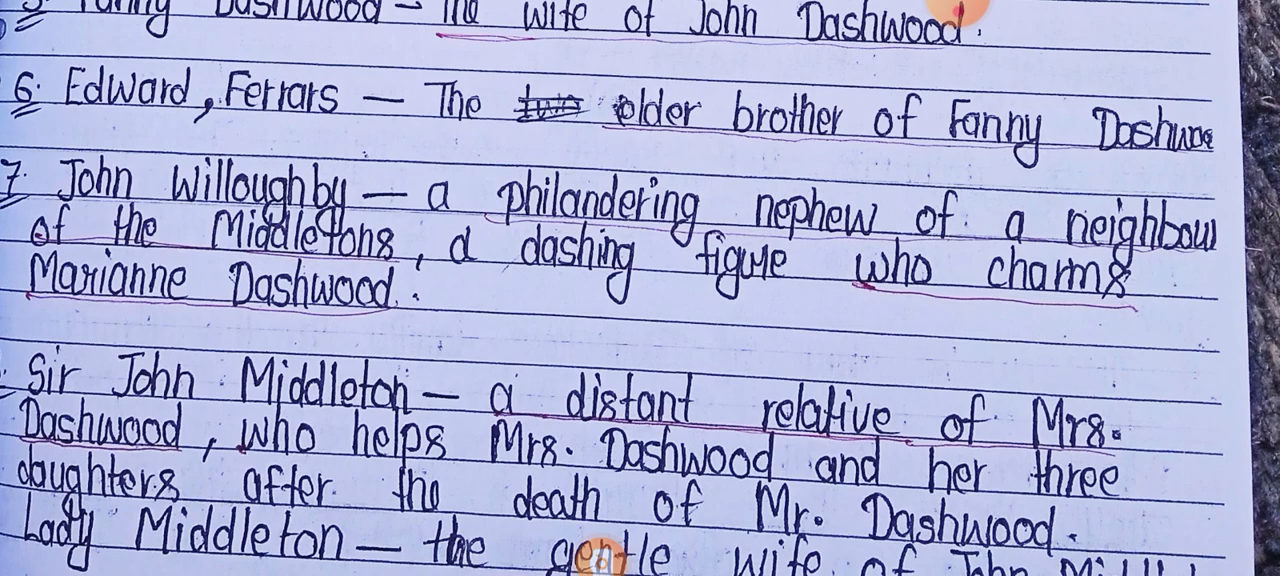 5. Fanny Dashwood – The wife of John Dashwood.
6. Edward, Ferrars – The older brother of Fanny
7. John Willoughby – a philandering nephew of a neighbour
of the Middletons, a dashing figure who charms
Marianne Dashwood.
Sir John Middleton – a distant relative of Mrs.
Dashwood, who helps Mrs. Dashwood and her three
daughters after the death of Mr. Dashwood.
Lady Middleton – the gentle wife of John